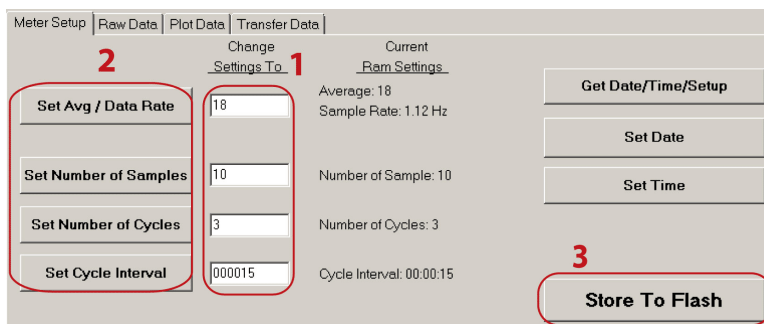 Meter Setup Raw Data Plot Data Transfer Data
Change
Settings To
Current
Ram Settings
2
1
Set Avg / Data Rate
18
Average: 18
Sample Rate: 1.12 Hz
Set Number of Samples
10
Number of Sample: 10
Set Number of Cycles
3
Number of Cycles: 3
Set Cycle Interval
000015
Cycle Interval: 00:00:15
Get Date/Time/Setup
Set Date
Set Time
3
Store To Flash